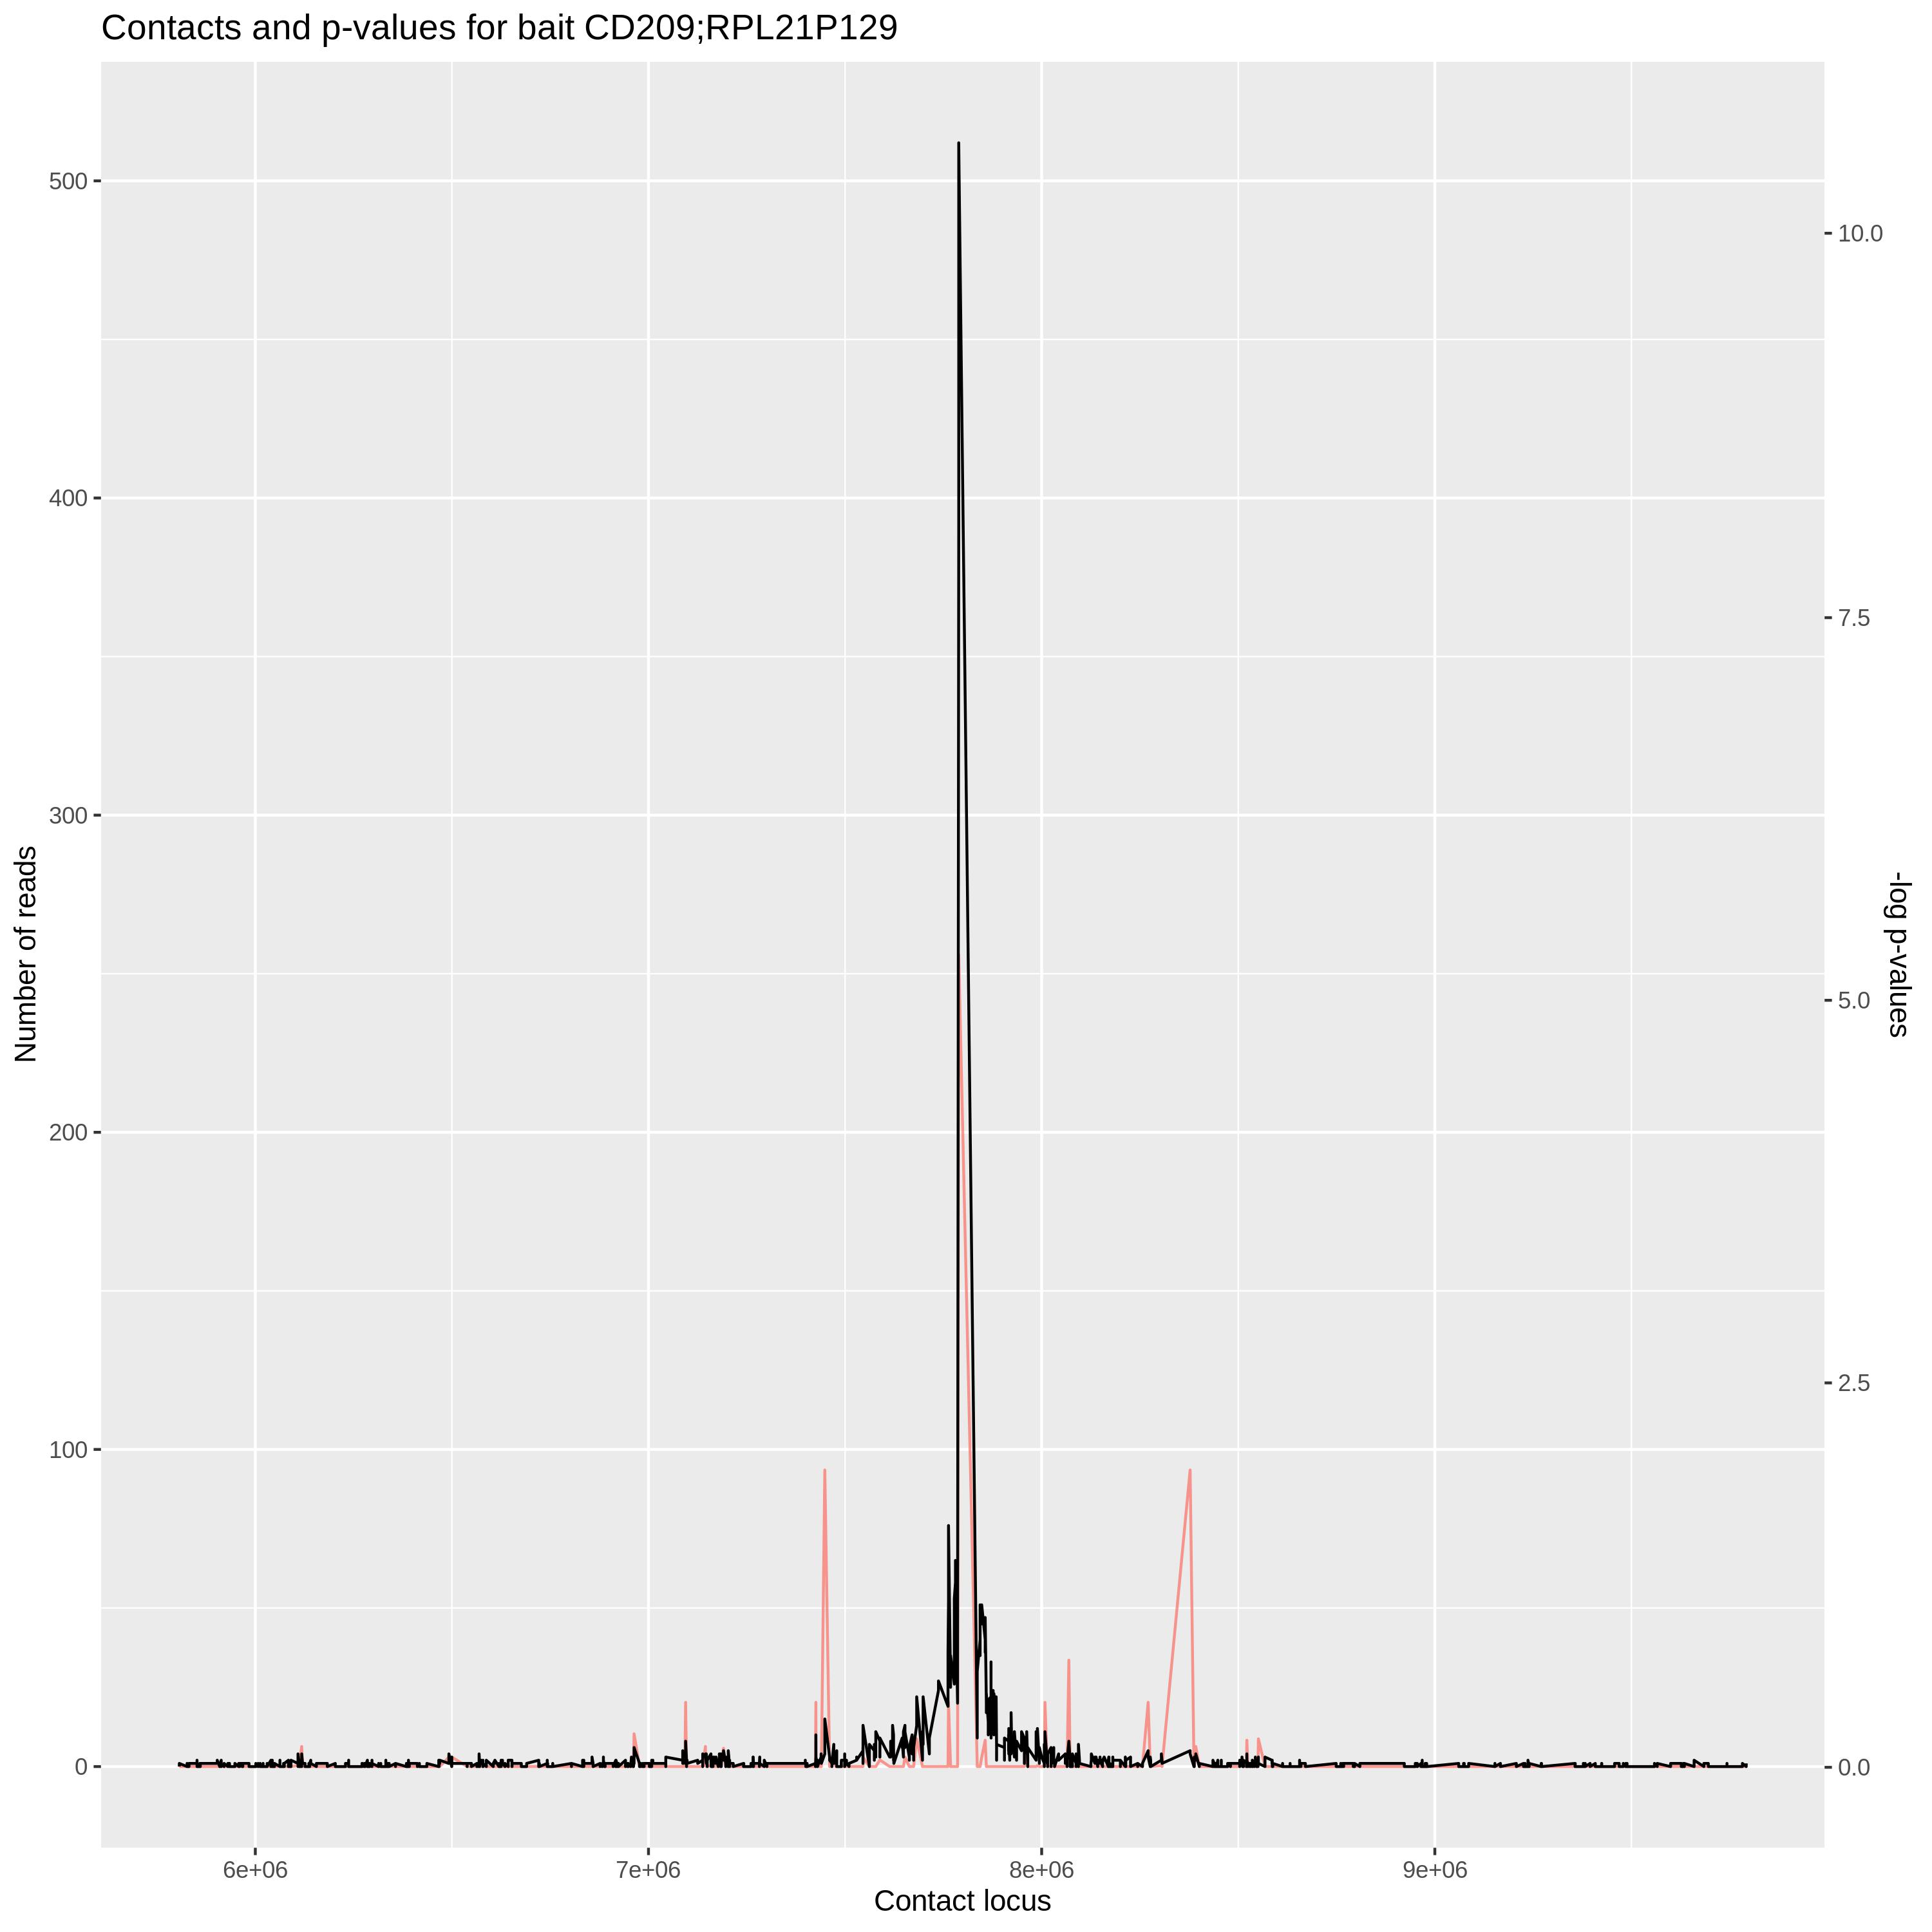 Contacts and p-values for bait CD209;RPL21P129
500
400
300
200
100
0
Number of reads
10.0
7.5
5.0
2.5
0.0
-log p-values
6e+06
7e+06
8e+06
9e+06
Contact locus